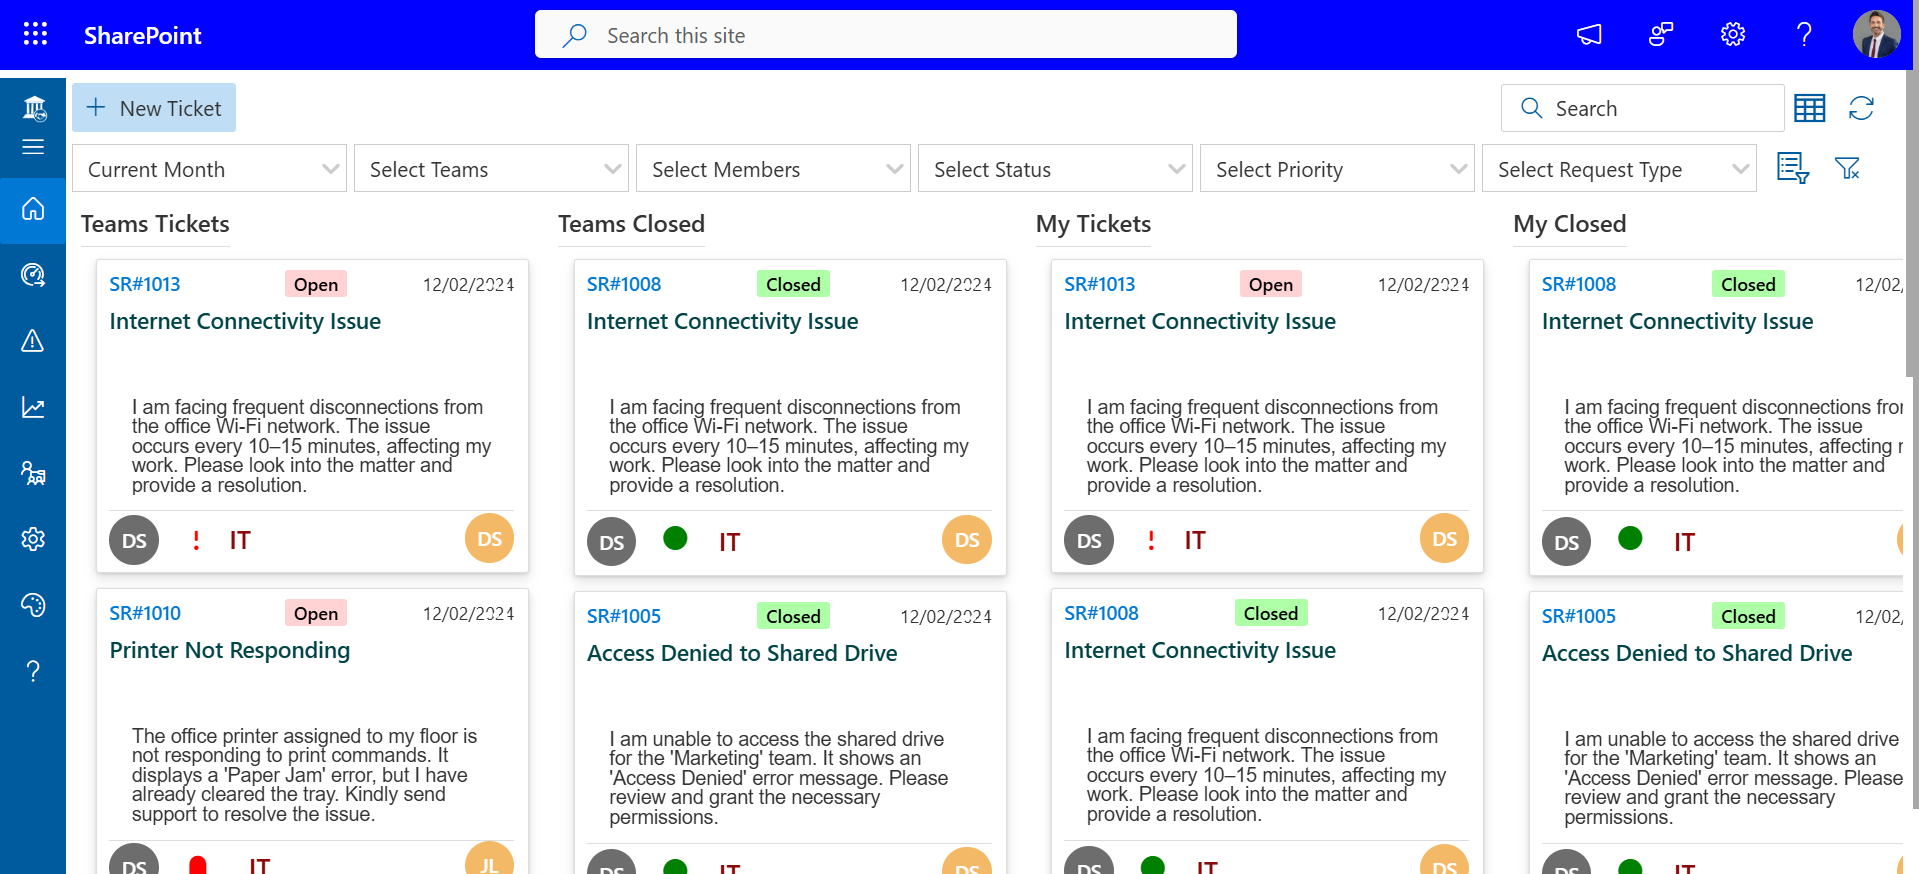 SharePoint
Search this site
New Ticket
Search
Current Month
Select Teams
Select Members
Select Status
Select Priority
Select Request Type
Teams Tickets
SR#1013
Open
12/02/2024
Internet Connectivity Issue
I am facing frequent disconnections from
the office Wi-Fi network. The issue
occurs every 10–15 minutes, affecting my
work. Please look into the matter and
provide a resolution.
DS
! IT
DS
SR#1010
Open
12/02/2024
Printer Not Responding
The office printer assigned to my floor is
not responding to print commands. It
displays a 'Paper Jam' error, but I have
already cleared the tray. Kindly send
support to resolve the issue.
DS
IT
JL
Teams Closed
SR#1008
Closed
12/02/2024
Internet Connectivity Issue
I am facing frequent disconnections from
the office Wi-Fi network. The issue
occurs every 10–15 minutes, affecting my
work. Please look into the matter and
provide a resolution.
DS
IT
DS
SR#1005
Closed
12/02/2024
Access Denied to Shared Drive
I am unable to access the shared drive
for the 'Marketing' team. It shows an
'Access Denied' error message. Please
review and grant the necessary
permissions.
DS
IT
DS
My Tickets
SR#1013
Open
12/02/2024
Internet Connectivity Issue
I am facing frequent disconnections from
the office Wi-Fi network. The issue
occurs every 10–15 minutes, affecting my
work. Please look into the matter and
provide a resolution.
DS
! IT
DS
SR#1008
Closed
12/02/2024
Internet Connectivity Issue
I am facing frequent disconnections from
the office Wi-Fi network. The issue
occurs every 10–15 minutes, affecting my
work. Please look into the matter and
provide a resolution.
DS
IT
DS
My Closed
SR#1008
Closed
12/02/
Internet Connectivity Issue
I am facing frequent disconnections
the office Wi-Fi network. The issue
occurs every 10–15 minutes, affecting
work. Please look into the matter and
provide a resolution.
DS
IT
SR#1005
Closed
12/02/
Access Denied to Shared Drive
I am unable to access the shared drive
for the 'Marketing' team. It shows an
'Access Denied' error message. Please
review and grant the necessary
permissions.
DS
IT